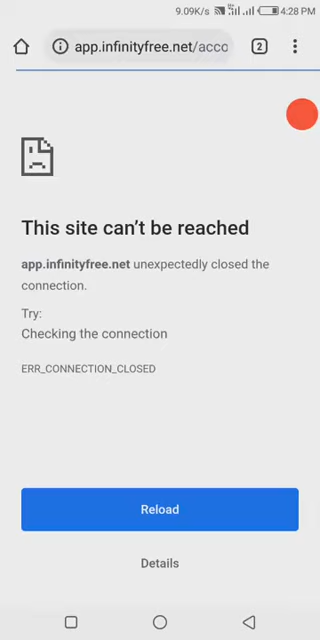 9.09K/s 4:28 PM
app.infinityfree.net/acco 2
This site can't be reached
app.infinityfree.net unexpectedly closed the
connection.
Try:
Checking the connection
ERR_CONNECTION_CLOSED
Reload
Details